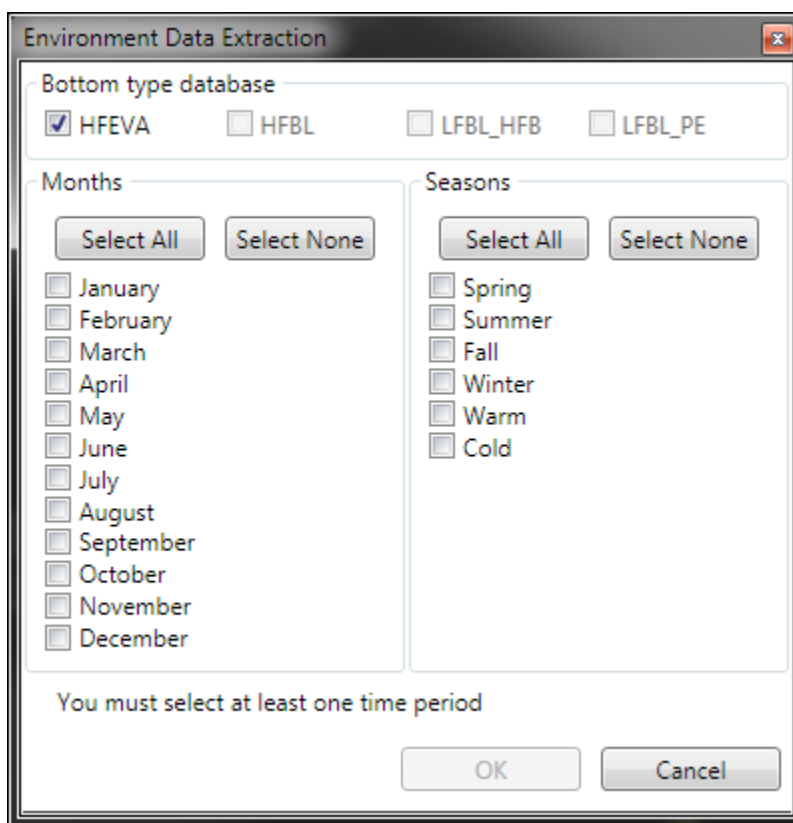 Environment Data Extraction
Bottom type database
HFEVA HFBL LFBL_HFB LFBL_PE
Months
Select All Select None
January
February
March
April
May
June
July
August
September
October
November
December
Seasons
Select All Select None
Spring
Summer
Fall
Winter
Warm
Cold
You must select at least one time period
OK Cancel